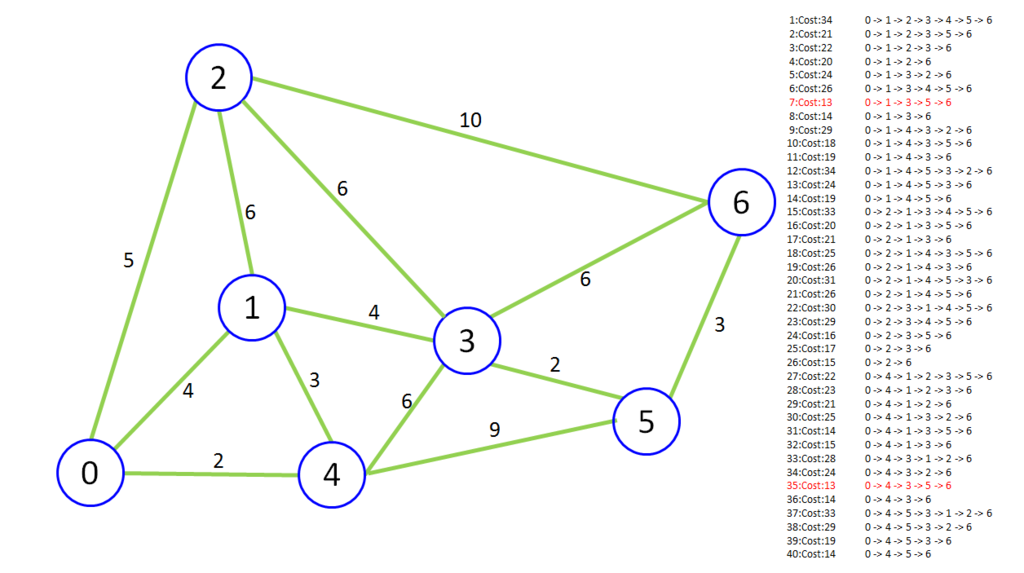 2
10
6
6
6
5
1
4
3
6
3
4
3
2
6
9
5
2
0
4
1:Cost:34 0 -> 1 -> 2 -> 3 -> 4 -> 5 -> 6
2:Cost:21 0 -> 1 -> 2 -> 3 -> 5 -> 6
3:Cost:22 0 -> 1 -> 2 -> 3 -> 6
4:Cost:20 0 -> 1 -> 2 -> 6
5:Cost:24 0 -> 1 -> 3 -> 2 -> 6
6:Cost:26 0 -> 1 -> 3 -> 4 -> 5 -> 6
7:Cost:13 0 -> 1 -> 3 -> 5 -> 6
8:Cost:14 0 -> 1 -> 3 -> 6
9:Cost:29 0 -> 1 -> 4 -> 3 -> 2 -> 6
10:Cost:18 0 -> 1 -> 4 -> 3 -> 5 -> 6
11:Cost:19 0 -> 1 -> 4 -> 3 -> 6
12:Cost:34 0 -> 1 -> 4 -> 5 -> 3 -> 2 -> 6
13:Cost:24 0 -> 1 -> 4 -> 5 -> 3 -> 6
14:Cost:19 0 -> 1 -> 4 -> 5 -> 6
15:Cost:33 0 -> 2 -> 1 -> 3 -> 4 -> 5 -> 6
16:Cost:20 0 -> 2 -> 1 -> 3 -> 5 -> 6
17:Cost:21 0 -> 2 -> 1 -> 3 -> 6
18:Cost:25 0 -> 2 -> 1 -> 4 -> 3 -> 5 -> 6
19:Cost:26 0 -> 2 -> 1 -> 4 -> 3 -> 6
20:Cost:31 0 -> 2 -> 1 -> 4 -> 5 -> 3 -> 6
21:Cost:26 0 -> 2 -> 1 -> 4 -> 5 -> 6
22:Cost:30 0 -> 2 -> 3 -> 1 -> 4 -> 5 -> 6
23:Cost:29 0 -> 2 -> 3 -> 4 -> 5 -> 6
24:Cost:16 0 -> 2 -> 3 -> 5 -> 6
25:Cost:17 0 -> 2 -> 3 -> 6
26:Cost:15 0 -> 2 -> 6
27:Cost:22 0 -> 4 -> 1 -> 2 -> 3 -> 5 -> 6
28:Cost:23 0 -> 4 -> 1 -> 2 -> 3 -> 6
29:Cost:21 0 -> 4 -> 1 -> 2 -> 6
30:Cost:25 0 -> 4 -> 1 -> 3 -> 2 -> 6
31:Cost:14 0 -> 4 -> 1 -> 3 -> 5 -> 6
32:Cost:15 0 -> 4 -> 1 -> 3 -> 6
33:Cost:28 0 -> 4 -> 3 -> 1 -> 2 -> 6
34:Cost:24 0 -> 4 -> 3 -> 2 -> 6
35:Cost:13 0 -> 4 -> 3 -> 5 -> 6
36:Cost:14 0 -> 4 -> 3 -> 6
37:Cost:33 0 -> 4 -> 5 -> 3 -> 1 -> 2 -> 6
38:Cost:29 0 -> 4 -> 5 -> 3 -> 2 -> 6
39:Cost:19 0 -> 4 -> 5 -> 3 -> 6
40:Cost:14 0 -> 4 -> 5 -> 6